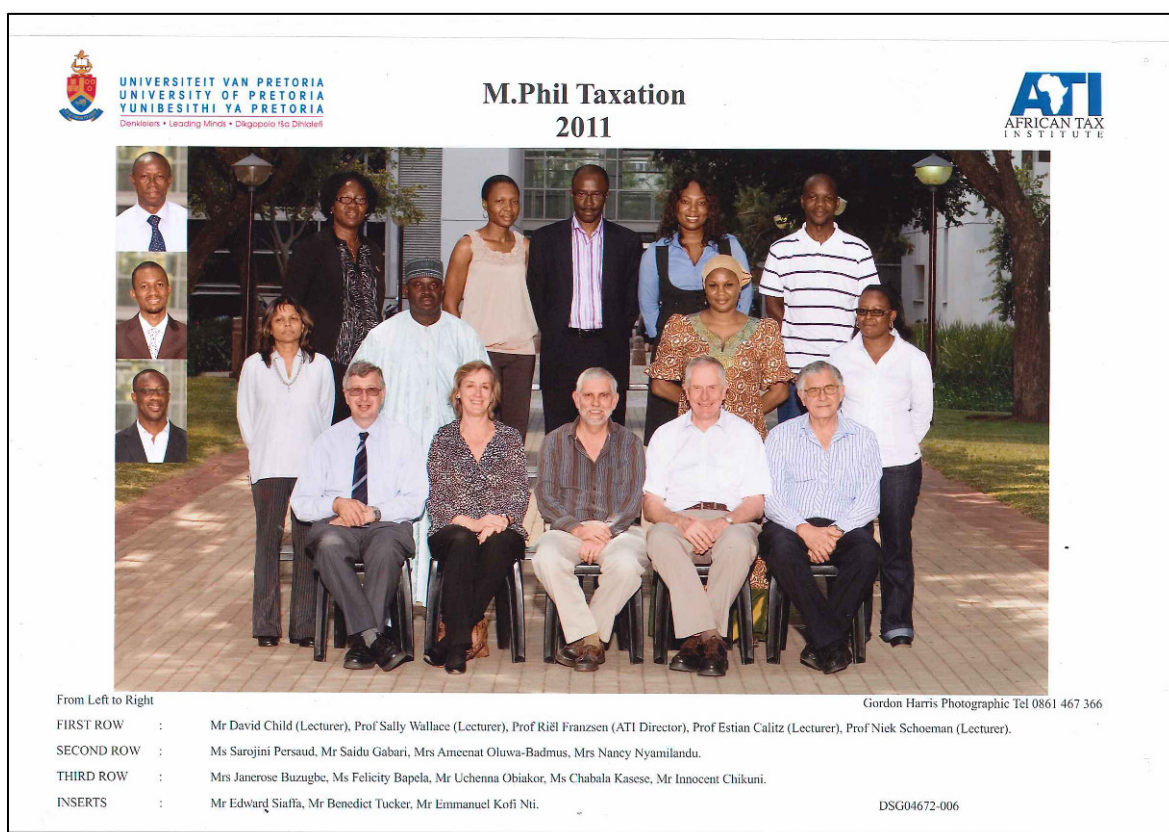 UNIVERSITEIT VAN PRETORIA
UNIVERSITY OF PRETORIA
YUNIBESITHI YA PRETORIA
Denkleiers • Leading Minds • Dikgopolo tša Dihlalefi
M.Phil Taxation
2011
ATI
AFRICAN TAX
INSTITUTE
From Left to Right
Gordon Harris Photographic Tel 0861 467 366
FIRST ROW : Mr David Child (Lecturer), Prof Sally Wallace (Lecturer), Prof Riël Franzsen (ATI Director), Prof Estian Calitz (Lecturer), Prof Niek Schoeman (Lecturer).
SECOND ROW : Ms Sarojini Persaud, Mr Saidu Gabari, Mrs Ameenat Oluwa-Badmus, Mrs Nancy Nyamilandu.
THIRD ROW : Mrs Janerose Buzugbe, Ms Felicity Bapela, Mr Uchenna Obiakor, Ms Chabala Kasese, Mr Innocent Chikuni.
INSERTS : Mr Edward Siaffa, Mr Benedict Tucker, Mr Emmanuel Kofi Nti.
DSG04672-006